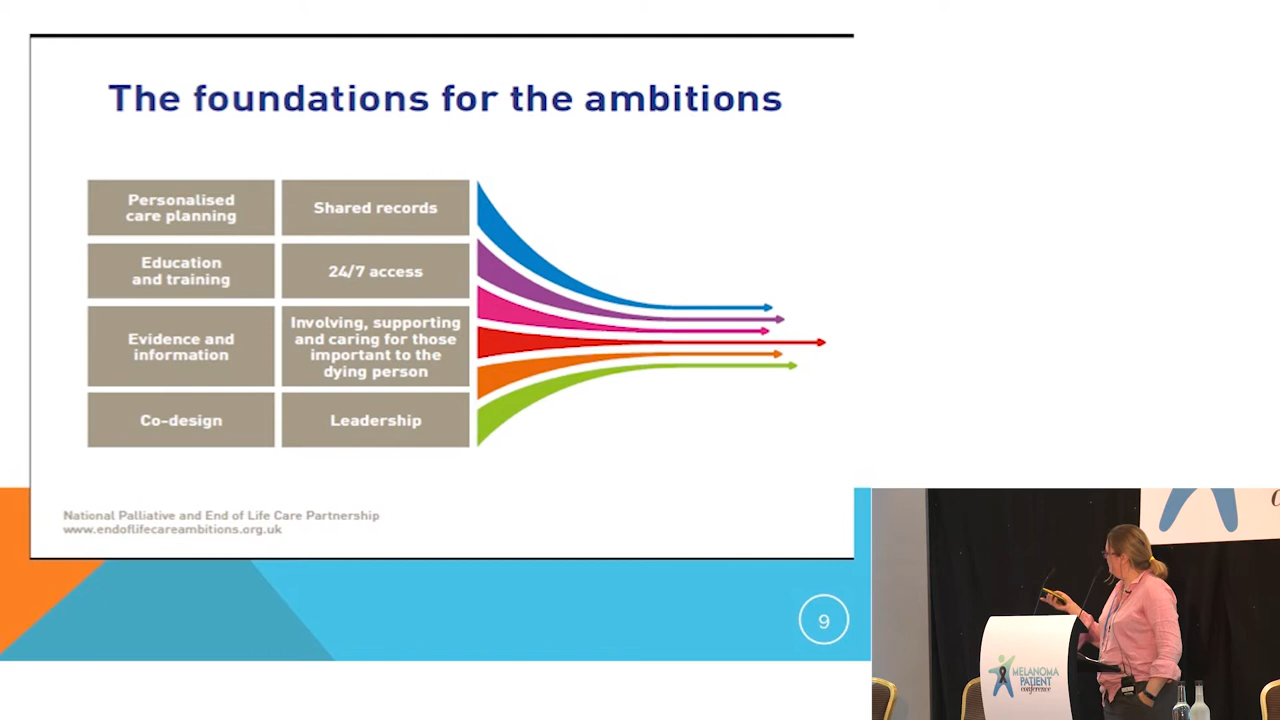 The foundations for the ambitions
Personalised
care planning
Shared records
Education
and training
24/7 access
Evidence and
information
Involving, supporting
and caring for those
important to the
dying person
Co-design
Leadership
National Palliative and End of Life Care Partnership
www.endoflifecareambitions.org.uk
9
MELANOMA
PATIENT
conference